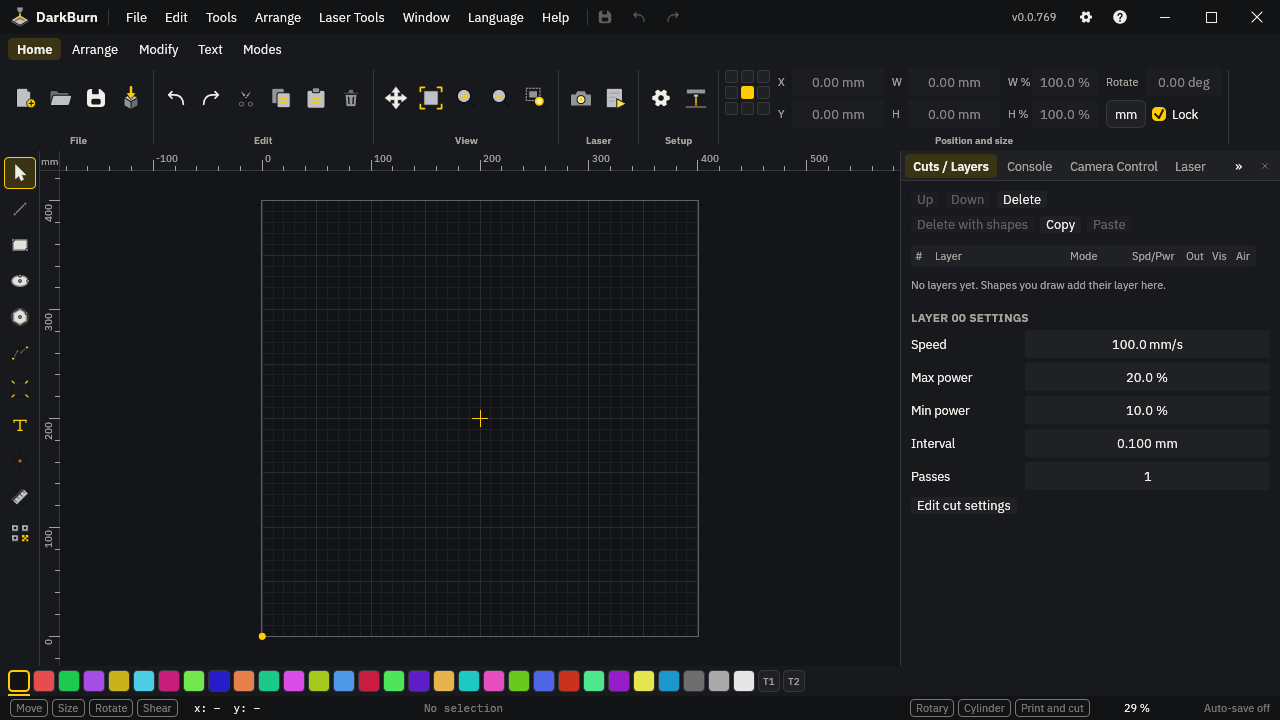 DarkBurn File Edit Tools Arrange Laser Tools Window Language Help v0.0.769
Home Arrange Modify Text Modes
X 0.00 mm W 0.00 mm W % 100.0 % Rotate 0.00 deg
Y 0.00 mm H 0.00 mm H % 100.0 % mm Lock
File Edit View Laser Setup Position and size
mm -100 0 100 200 300 400 500
400
300
200
100
0
Cuts / Layers Console Camera Control Laser » ×
Up Down Delete
Delete with shapes Copy Paste
# Layer Mode Spd/Pwr Out Vis Air
No layers yet. Shapes you draw add their layer here.
LAYER 00 SETTINGS
Speed 100.0 mm/s
Max power 20.0 %
Min power 10.0 %
Interval 0.100 mm
Passes 1
Edit cut settings
T1 T2
Move Size Rotate Shear x: – y: – No selection Rotary Cylinder Print and cut 29 % Auto-save off